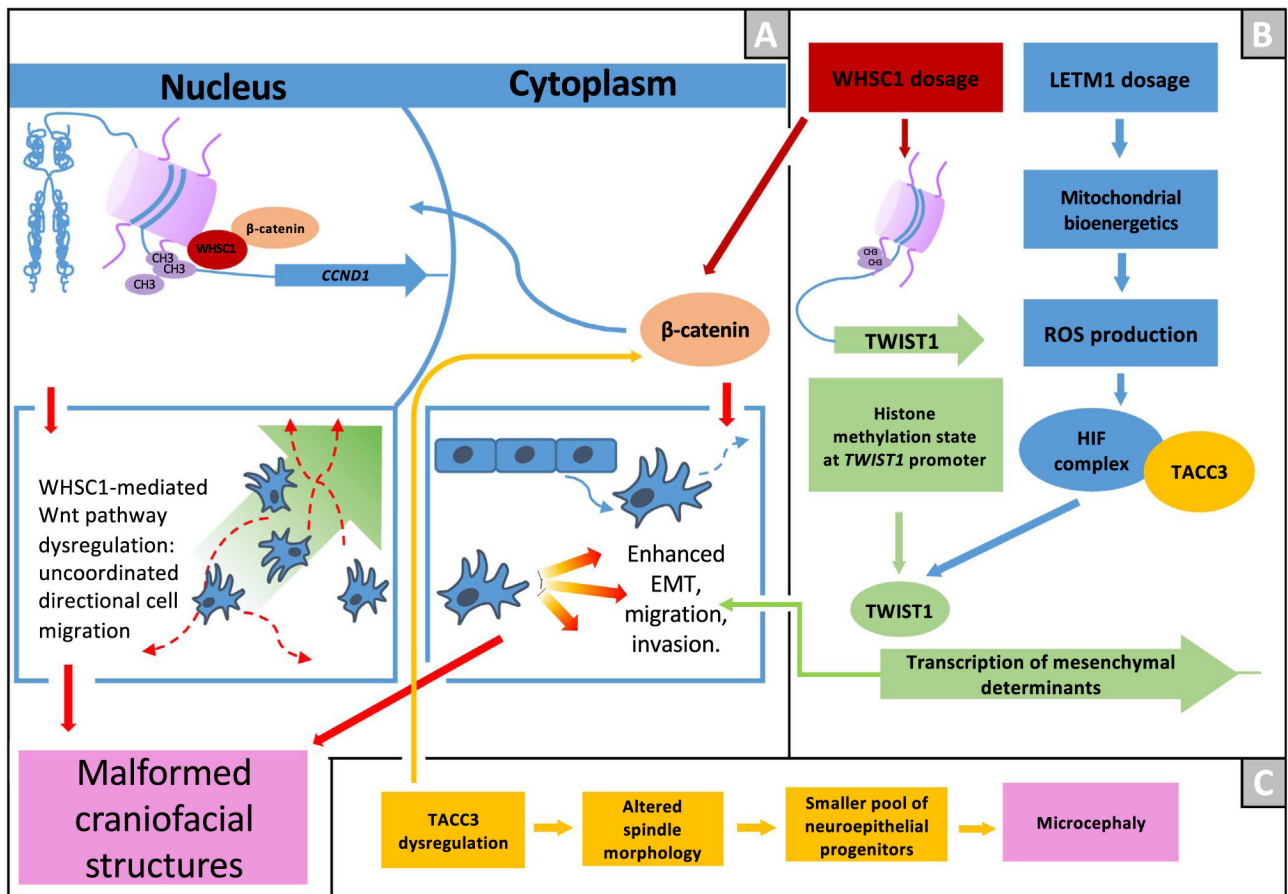 A
Nucleus
Cytoplasm
β-catenin
WHSC1
CH3
CH3
CH3
CCND1
β-catenin
WHSC1-mediated
Wnt pathway
dysregulation:
uncoordinated
directional cell
migration
Enhanced
EMT,
migration,
invasion.
Malformed
craniofacial
structures
B
WHSC1 dosage
LETM1 dosage
CH3
CH3
Mitochondrial
bioenergetics
TWIST1
ROS production
Histone
methylation state
at TWIST1 promoter
HIF
complex
TACC3
TWIST1
Transcription of mesenchymal
determinants
C
TACC3
dysregulation
Altered
spindle
morphology
Smaller pool of
neuroepithelial
progenitors
Microcephaly